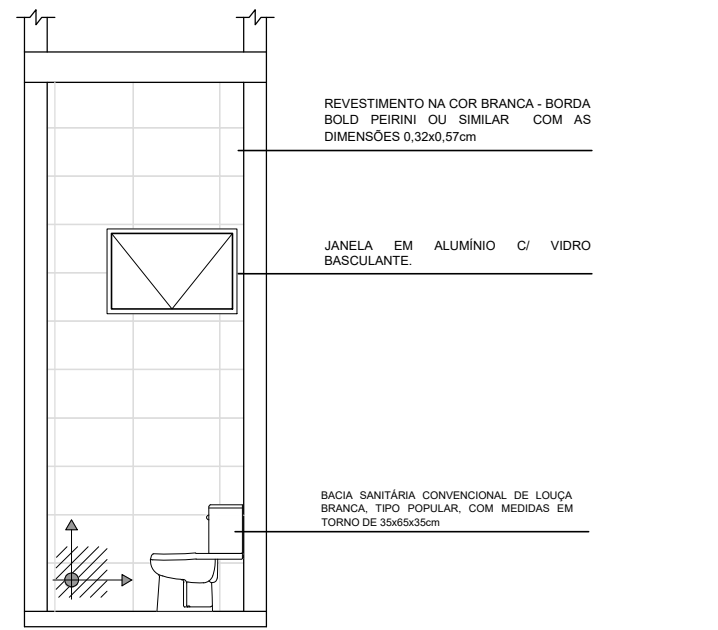 REVESTIMENTO NA COR BRANCA - BORDA
BOLD PEIRINI OU SIMILAR COM AS
DIMENSÕES 0,32x0,57cm
JANELA EM ALUMÍNIO C/ VIDRO
BASCULANTE.
BACIA SANITÁRIA CONVENCIONAL DE LOUÇA
BRANCA, TIPO POPULAR, COM MEDIDAS EM
TORNO DE 35x65x35cm